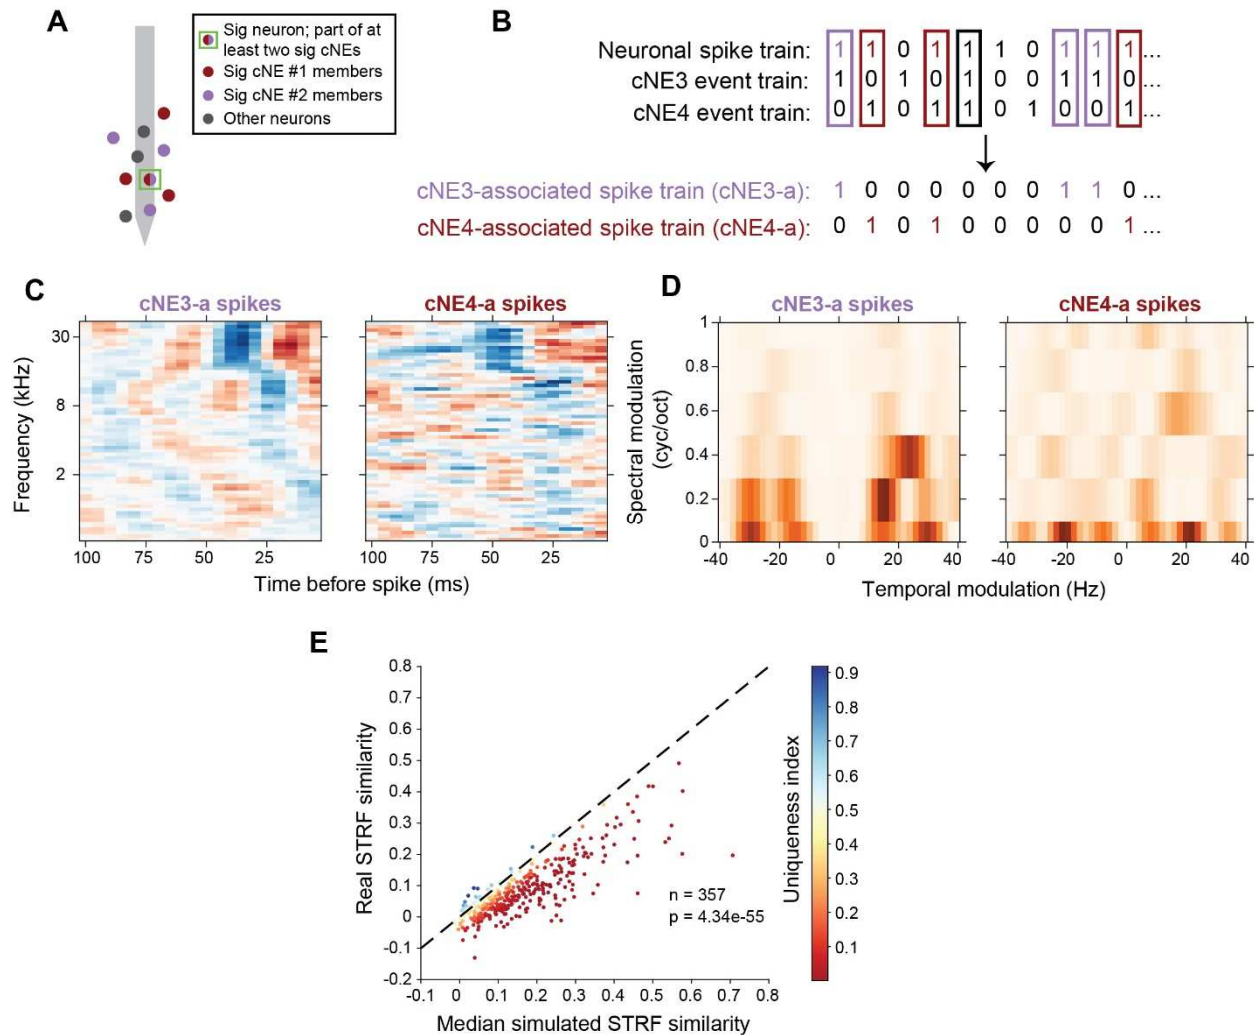 A
Sig neuron; part of at
least two sig cNEs
Sig cNE #1 members
Sig cNE #2 members
Other neurons
B
Neuronal spike train: 1 1 0 1 1 1 0 1 1 1 ...
cNE3 event train: 1 0 1 0 1 0 0 1 1 0 ...
cNE4 event train: 0 1 0 1 1 0 1 0 0 1 ...
cNE3-associated spike train (cNE3-a): 1 0 0 0 0 0 0 1 1 0 ...
cNE4-associated spike train (cNE4-a): 0 1 0 1 0 0 0 0 0 1 ...
C
cNE3-a spikes
cNE4-a spikes
Frequency (kHz)
30
8
2
100 75 50 25
100 75 50 25
Time before spike (ms)
D
cNE3-a spikes
cNE4-a spikes
Spectral modulation
(cyc/oct)
1
0.8
0.6
0.4
0.2
0
-40 -20 0 20 40
-40 -20 0 20 40
Temporal modulation (Hz)
E
Real STRF similarity
0.8
0.7
0.6
0.5
0.4
0.3
0.2
0.1
0
-0.1
-0.2
-0.1 0 0.1 0.2 0.3 0.4 0.5 0.6 0.7 0.8
Median simulated STRF similarity
n = 357
p = 4.34e-55
0.9
0.8
0.7
0.6
0.5
0.4
0.3
0.2
0.1
Uniqueness index